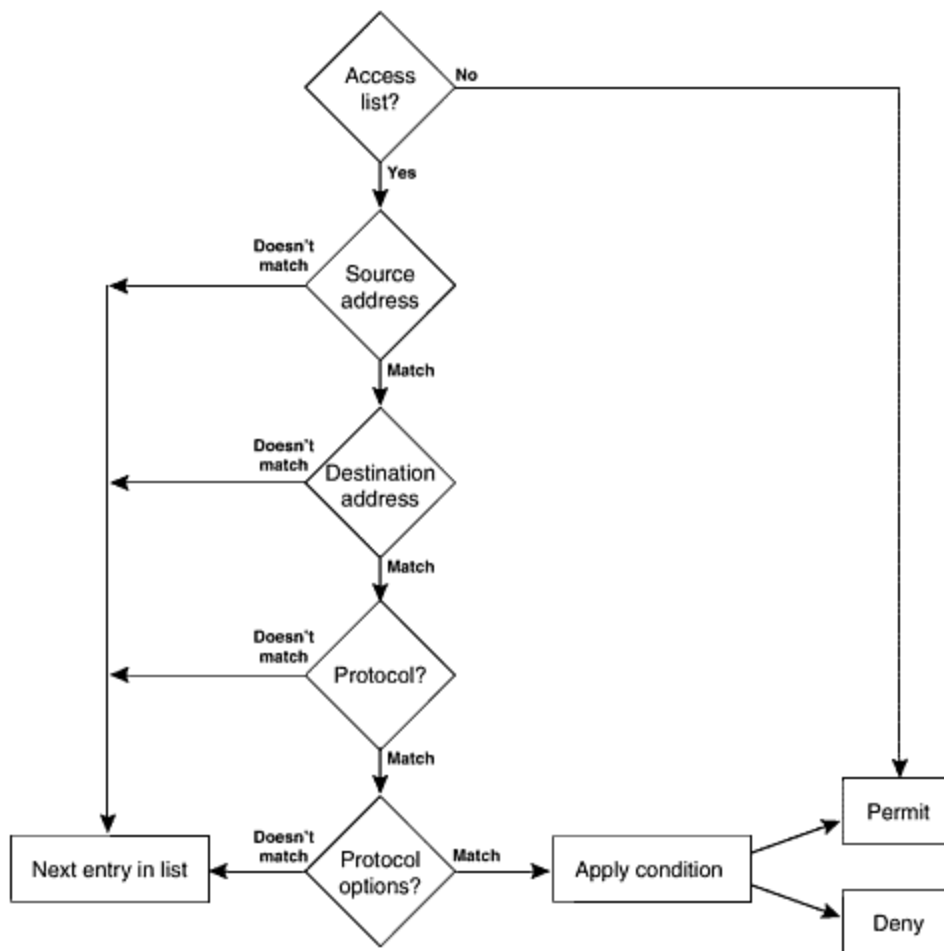 Access
list?
No
Yes
Doesn't
match
Source
address
Match
Doesn't
match
Destination
address
Match
Doesn't
match
Protocol?
Match
Doesn't
match
Protocol
options?
Match
Next entry in list
Apply condition
Permit
Deny